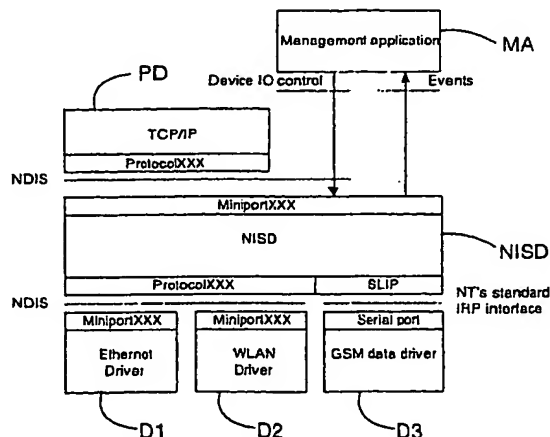 Management application
MA
PD
Device IO control
Events
TCP/IP
ProtocolXXX
NDIS
MiniportXXX
NISD
NISD
ProtocolXXX
SLIP
NDIS
NT's standard
IRP interface
MiniportXXX
MiniportXXX
Serial port
Ethernet
Driver
WLAN
Driver
GSM data driver
D1
D2
D3